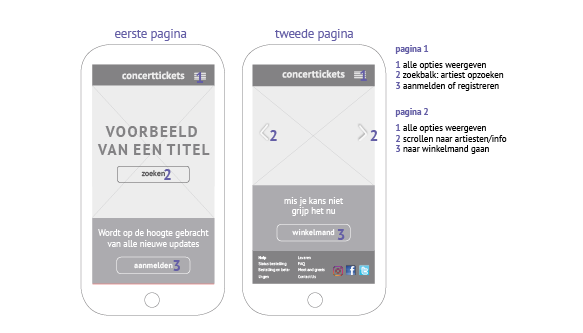 eerste pagina
concerttickets
1
VOORBEELD
VAN EEN TITEL
zoeken 2
Wordt op de hoogte gebracht
van alle nieuwe updates
aanmelden 3
tweede pagina
concerttickets
1
2
2
mis je kans niet
grijp het nu
winkelmand 3
Help
Status bestelling
Bestelling en beta-
lingen
FAQ
Meet and greets
Contact Us
pagina 1
1 alle opties weergeven
2 zoekbalk: artiest opzoeken
3 aanmelden of registreren
pagina 2
1 alle opties weergeven
2 scrollen naar artiesten/info
3 naar winkelmand gaan